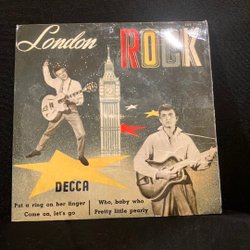 London
ROCK
DECCA
Put a ring on her finger
Come on, let's go
Who, baby who
Pretty little pearly